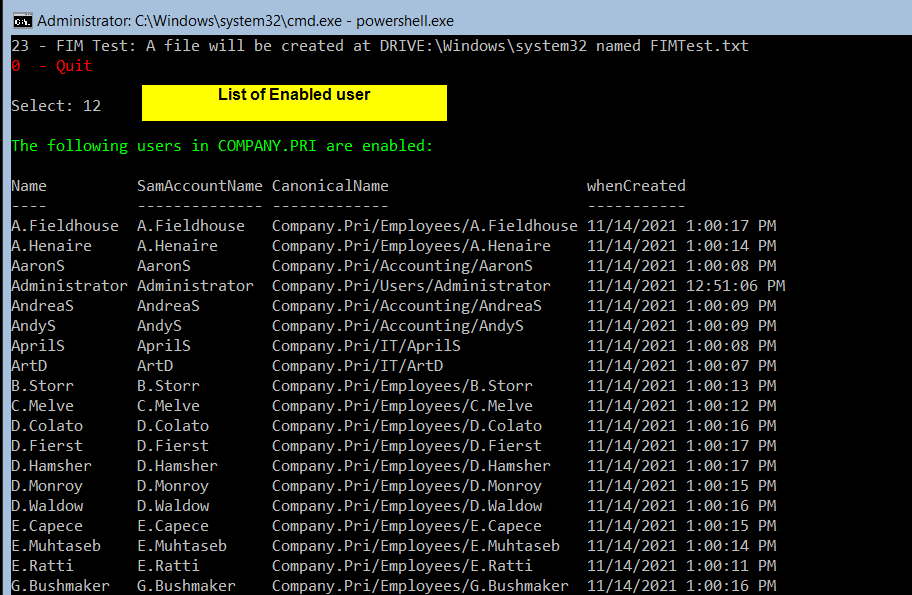 Administrator: C:\Windows\system32\cmd.exe - powershell.exe
23 - FIM Test: A file will be created at DRIVE:\Windows\system32 named FIMTest.txt
0  - Quit
Select: 12
List of Enabled user
The following users in COMPANY.PRI are enabled:
Name          SamAccountName CanonicalName                      whenCreated
----          -------------- -------------                      -----------
A.Fieldhouse  A.Fieldhouse   Company.Pri/Employees/A.Fieldhouse 11/14/2021 1:00:17 PM
A.Henaire     A.Henaire      Company.Pri/Employees/A.Henaire    11/14/2021 1:00:14 PM
AaronS        AaronS         Company.Pri/Accounting/AaronS      11/14/2021 1:00:08 PM
Administrator Administrator  Company.Pri/Users/Administrator    11/14/2021 12:51:06 PM
AndreaS       AndreaS        Company.Pri/Accounting/AndreaS     11/14/2021 1:00:09 PM
AndyS         AndyS          Company.Pri/Accounting/AndyS       11/14/2021 1:00:09 PM
AprilS        AprilS         Company.Pri/IT/AprilS              11/14/2021 1:00:08 PM
ArtD          ArtD           Company.Pri/IT/ArtD                11/14/2021 1:00:07 PM
B.Storr       B.Storr        Company.Pri/Employees/B.Storr      11/14/2021 1:00:13 PM
C.Melve       C.Melve        Company.Pri/Employees/C.Melve      11/14/2021 1:00:12 PM
D.Colato      D.Colato       Company.Pri/Employees/D.Colato     11/14/2021 1:00:16 PM
D.Fierst      D.Fierst       Company.Pri/Employees/D.Fierst     11/14/2021 1:00:17 PM
D.Hamsher     D.Hamsher      Company.Pri/Employees/D.Hamsher    11/14/2021 1:00:17 PM
D.Monroy      D.Monroy       Company.Pri/Employees/D.Monroy     11/14/2021 1:00:15 PM
D.Waldow      D.Waldow       Company.Pri/Employees/D.Waldow     11/14/2021 1:00:16 PM
E.Capece      E.Capece       Company.Pri/Employees/E.Capece     11/14/2021 1:00:15 PM
E.Muhtaseb    E.Muhtaseb     Company.Pri/Employees/E.Muhtaseb   11/14/2021 1:00:14 PM
E.Ratti       E.Ratti        Company.Pri/Employees/E.Ratti      11/14/2021 1:00:11 PM
G.Bushmaker   G.Bushmaker    Company.Pri/Employees/G.Bushmaker  11/14/2021 1:00:16 PM